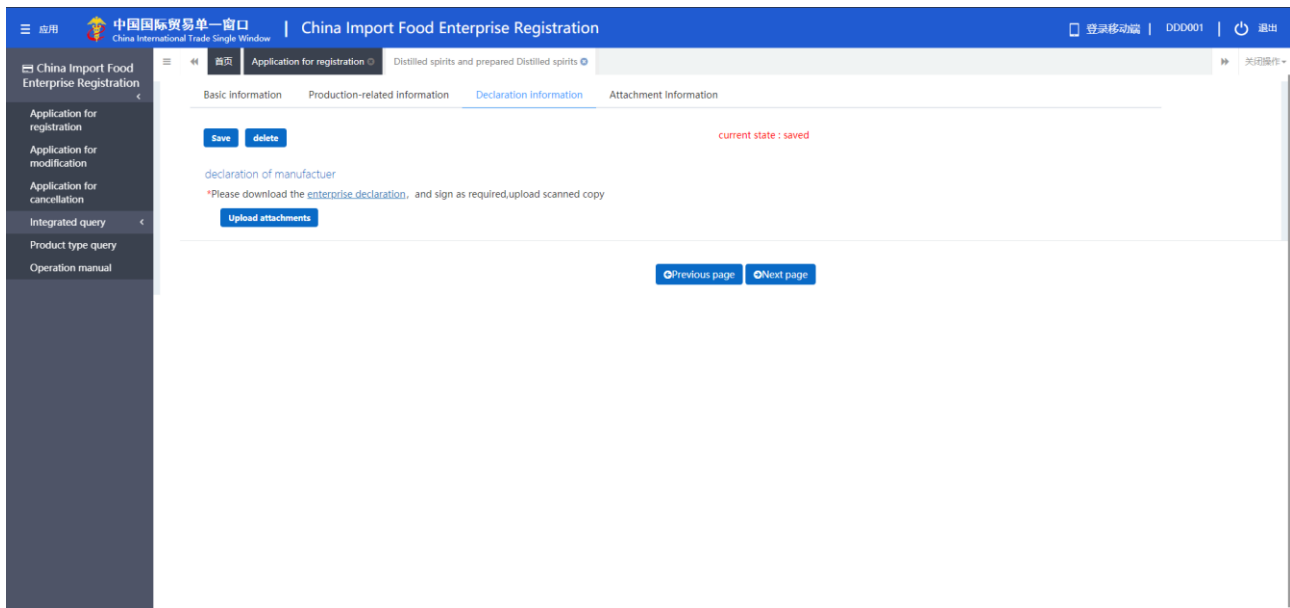 应用
中国国际贸易单一窗口
China International Trade Single Window
China Import Food Enterprise Registration
登录移动端
DDD001
退出
China Import Food
Enterprise Registration
Application for
registration
Application for
modification
Application for
cancellation
Integrated query
Product type query
Operation manual
首页
Application for registration
Distilled spirits and prepared Distilled spirits
关闭操作
Basic information
Production-related information
Declaration information
Attachment Information
Save
delete
current state : saved
declaration of manufactuer
*Please download the enterprise declaration，and sign as required,upload scanned copy
Upload attachments
Previous page
Next page